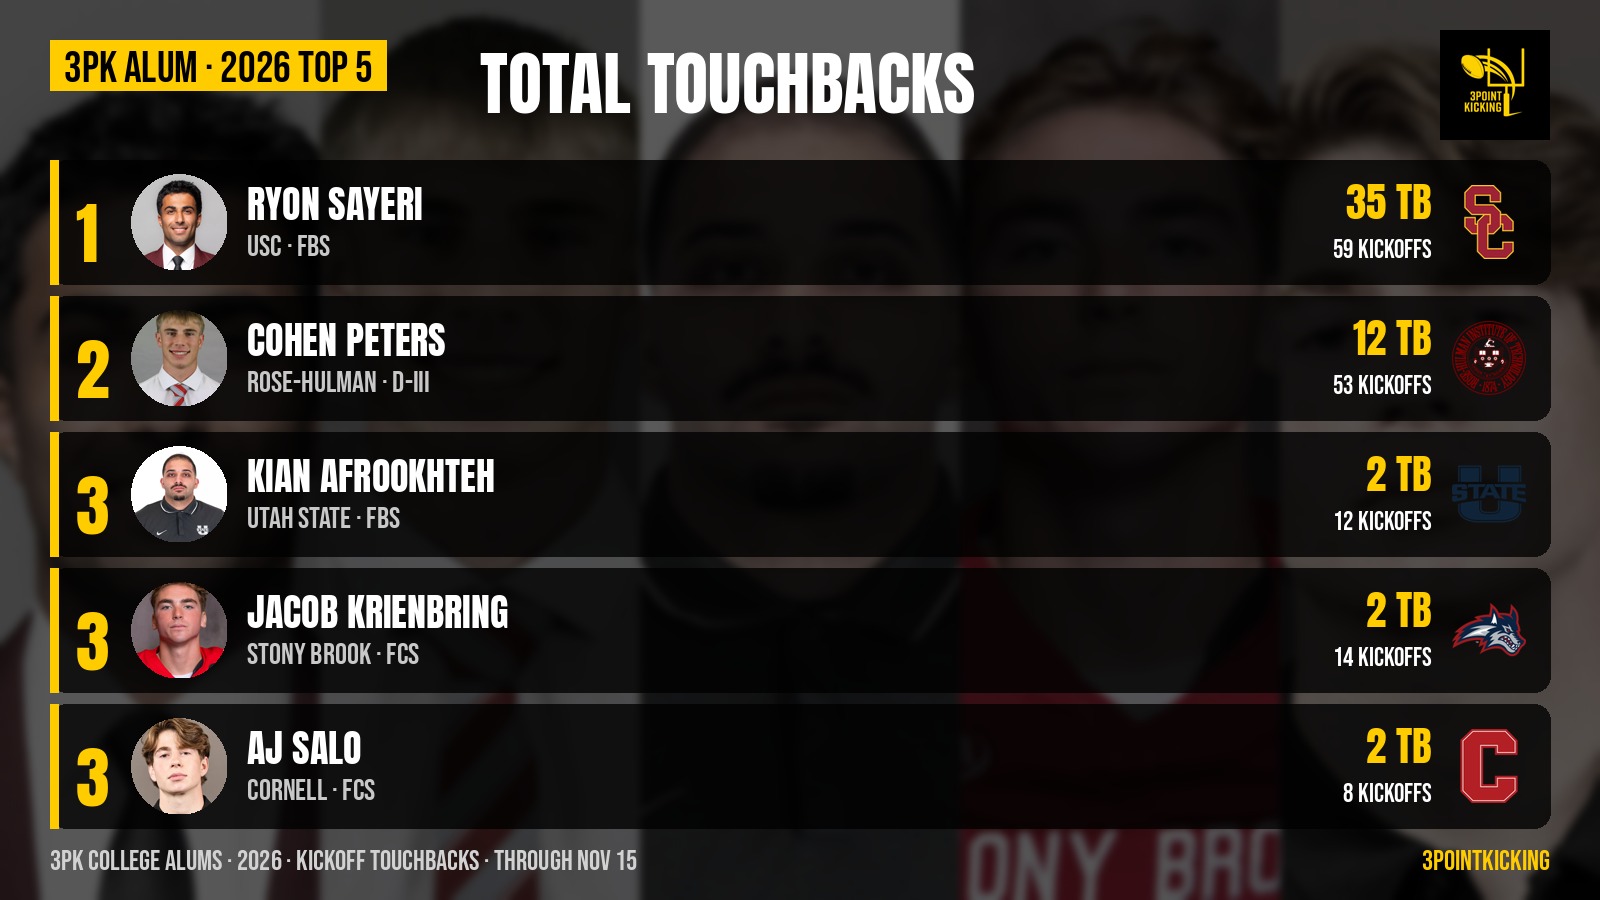 3PK ALUM · 2026 TOP 5
TOTAL TOUCHBACKS
3POINT
KICKING
1
RYON SAYERI
USC · FBS
35 TB
59 KICKOFFS
SC
2
COHEN PETERS
ROSE-HULMAN · D-III
12 TB
53 KICKOFFS
3
KIAN AFROOKHTEH
UTAH STATE · FBS
2 TB
12 KICKOFFS
U
STATE
3
JACOB KRIENBRING
STONY BROOK · FCS
2 TB
14 KICKOFFS
3
AJ SALO
CORNELL · FCS
2 TB
8 KICKOFFS
C
ONY BRO
3PK COLLEGE ALUMS · 2026 · KICKOFF TOUCHBACKS · THROUGH NOV 15
3POINTKICKING